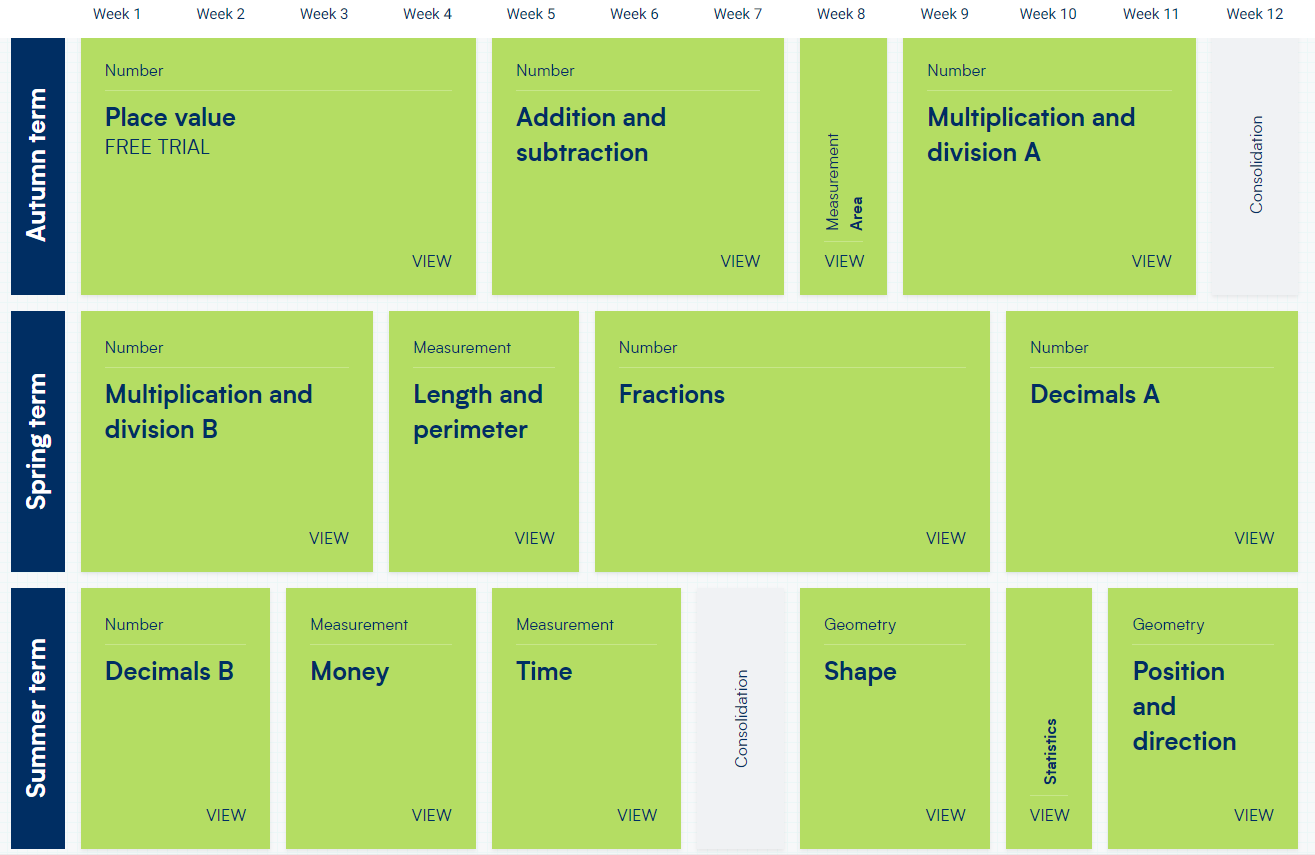 Week 1 Week 2 Week 3 Week 4 Week 5 Week 6 Week 7 Week 8 Week 9 Week 10 Week 11 Week 12
Autumn term
Number
Place value
FREE TRIAL
VIEW
Number
Addition and
subtraction
VIEW
Measurement
Area
VIEW
Number
Multiplication and
division A
VIEW
Consolidation
Spring term
Number
Multiplication and
division B
VIEW
Measurement
Length and
perimeter
VIEW
Number
Fractions
VIEW
Number
Decimals A
VIEW
Summer term
Number
Decimals B
VIEW
Measurement
Money
VIEW
Measurement
Time
VIEW
Consolidation
Geometry
Shape
VIEW
Statistics
VIEW
Geometry
Position
and
direction
VIEW